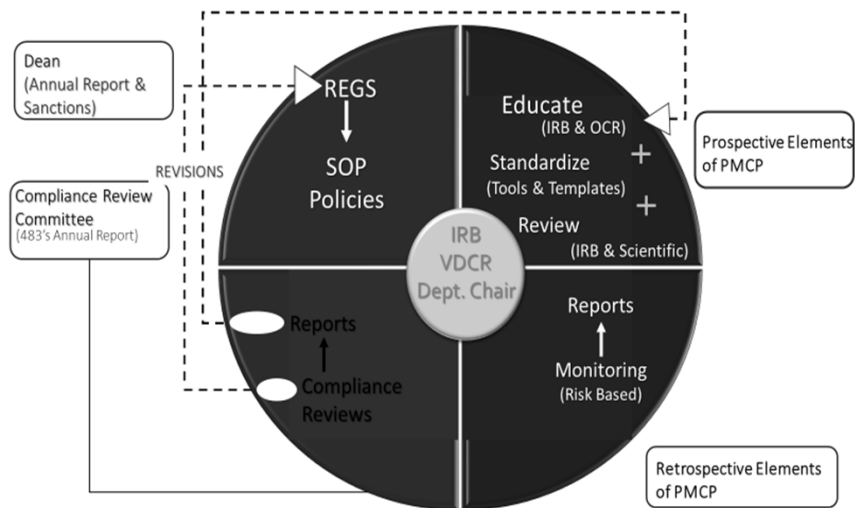 Dean
(Annual Report &
Sanctions)
REVISIONS
Compliance Review
Committee
(483's Annual Report)
REGS
SOP
Policies
Educate
(IRB & OCR)
+
Standardize
(Tools & Templates)
+
Review
(IRB & Scientific)
Prospective Elements
of PMCP
IRB
VDCR
Dept. Chair
Reports
Compliance
Reviews
Reports
Monitoring
(Risk Based)
Retrospective Elements
of PMCP